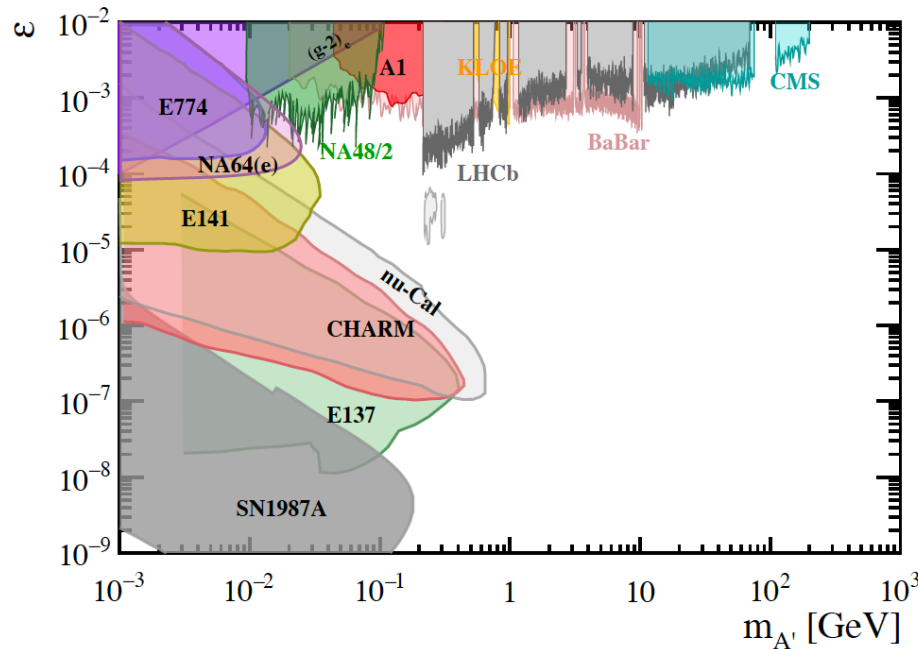 ε
10⁻²
10⁻³
10⁻⁴
10⁻⁵
10⁻⁶
10⁻⁷
10⁻⁸
10⁻⁹
(g-2)e
A1
KLOE
CMS
E774
NA48/2
BaBar
NA64(e)
LHCb
E141
nu-Cal
CHARM
E137
SN1987A
10⁻³
10⁻²
10⁻¹
1
10
10²
10³
mA' [GeV]